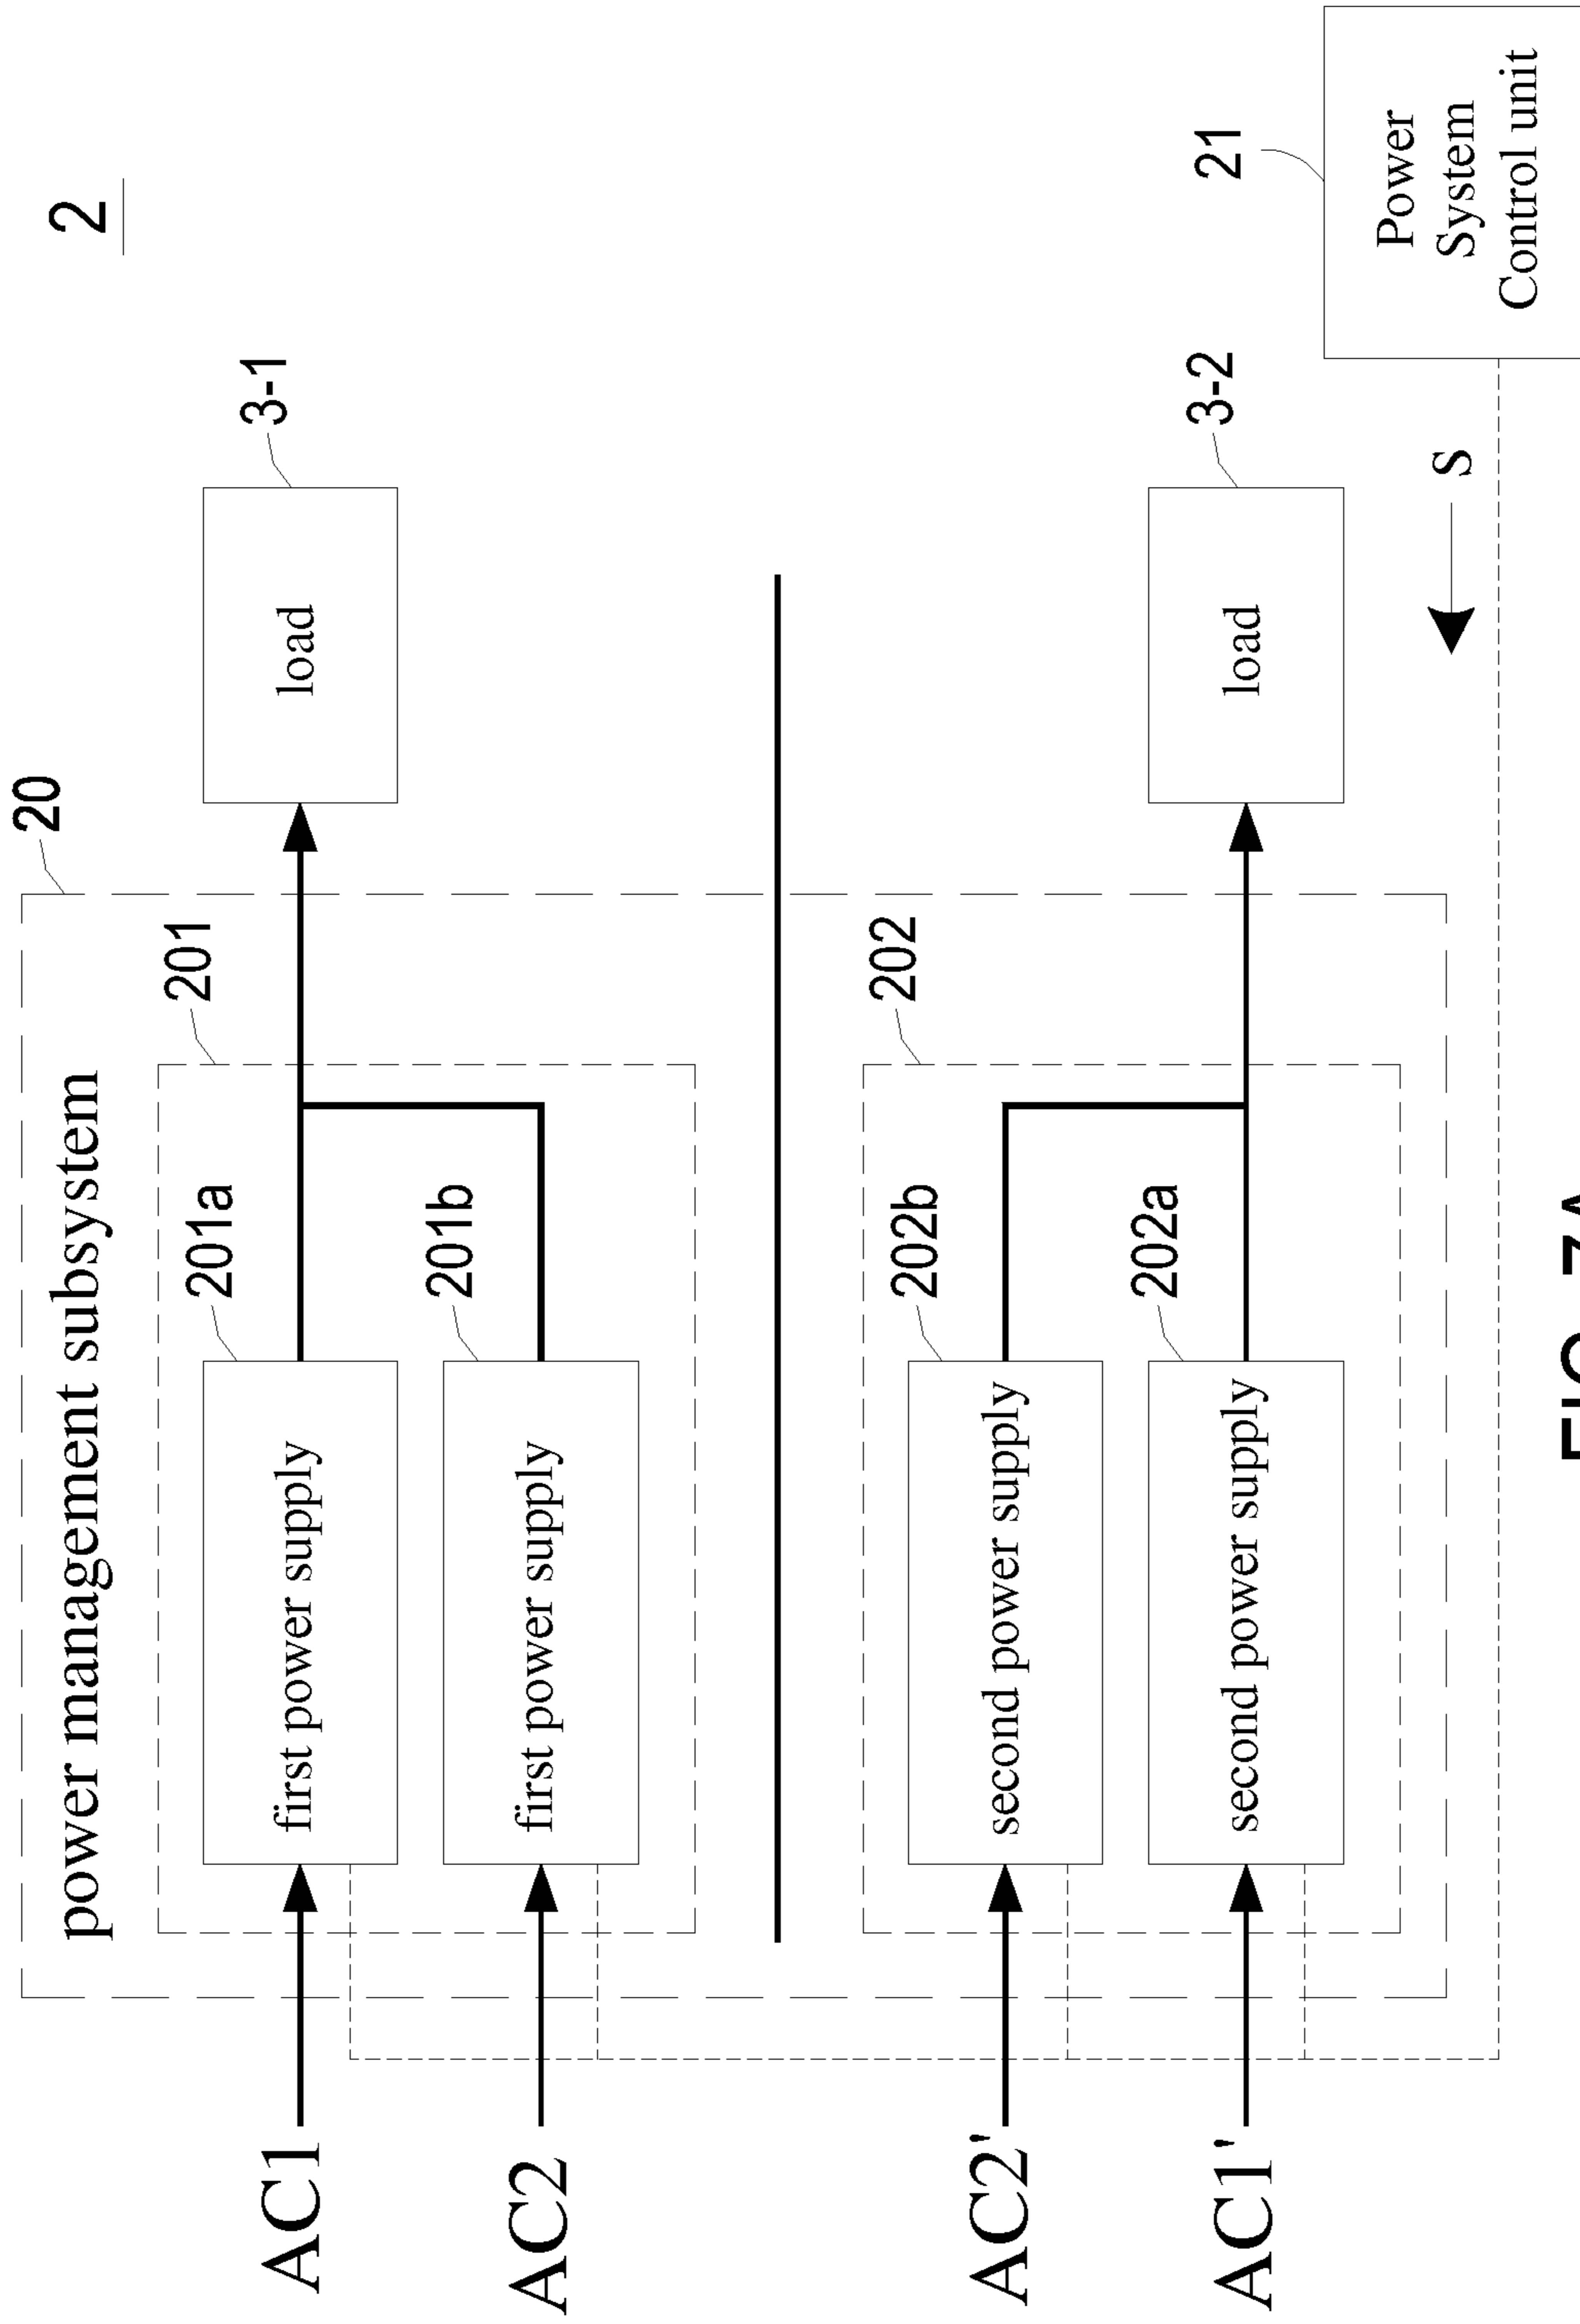 2
20
power management subsystem
201
201a
AC1
first power supply
load
3-1
201b
AC2
first power supply
202
202b
AC2'
second power supply
202a
AC1'
second power supply
load
3-2
S
21
Power
System
Control unit